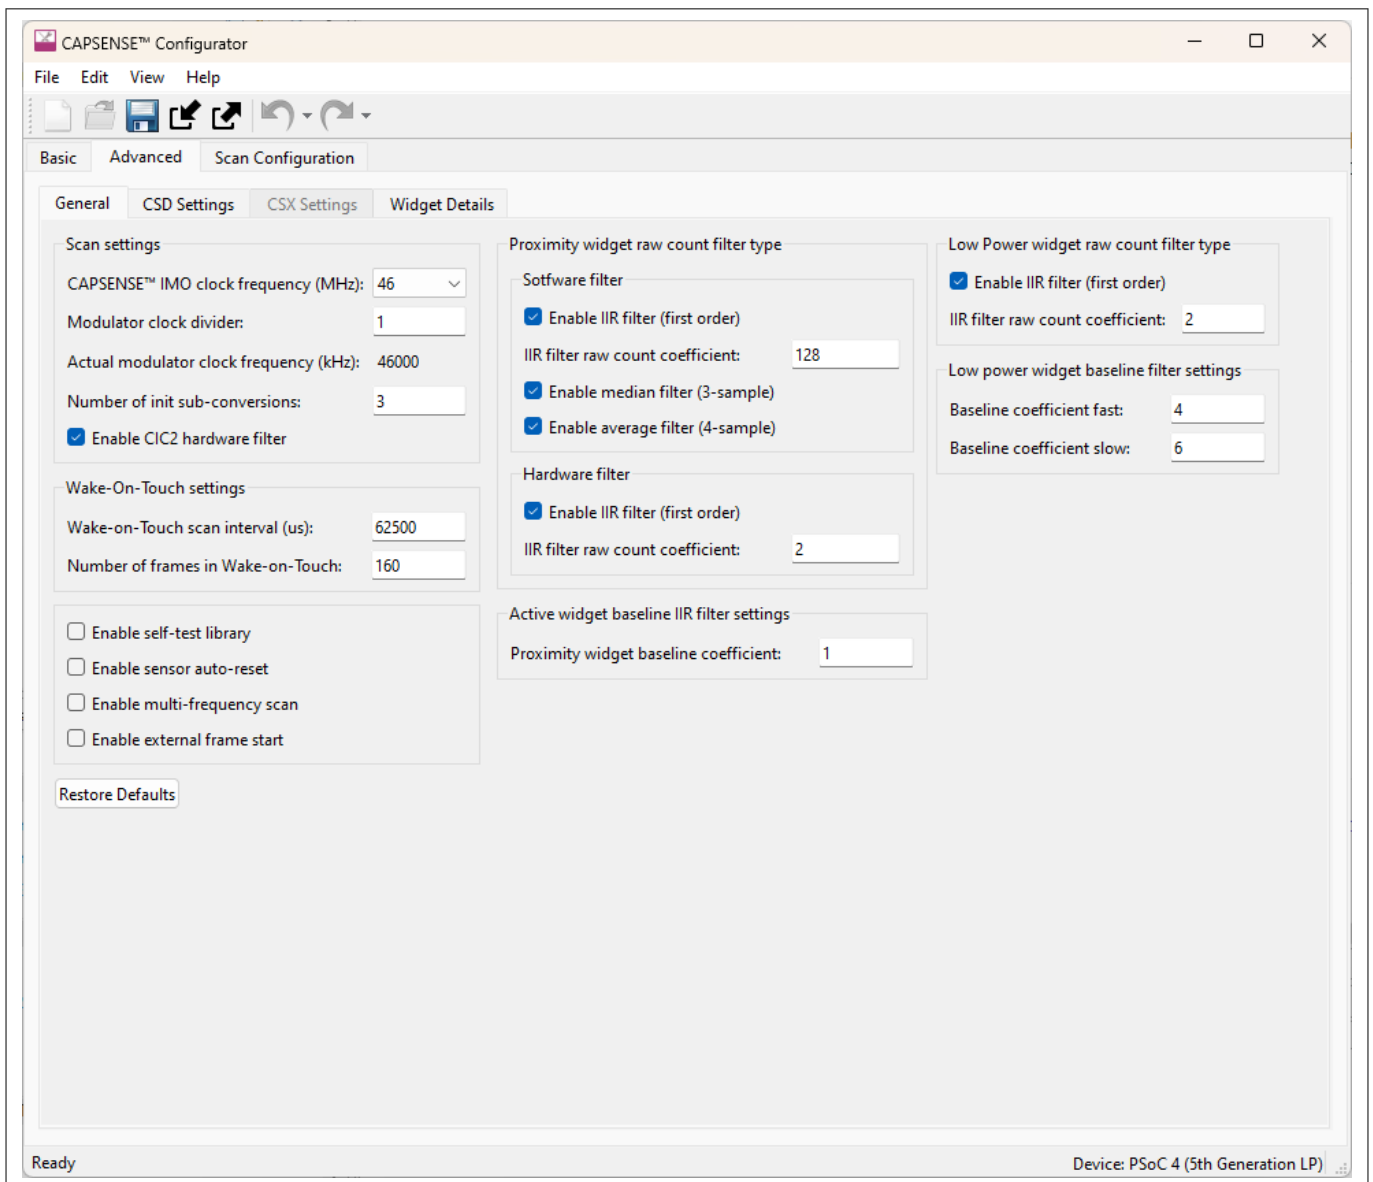 CAPSENSE™ Configurator
File Edit View Help
Basic Advanced Scan Configuration
General CSD Settings CSX Settings Widget Details
Scan settings
CAPSENSE™ IMO clock frequency (MHz): 46
Modulator clock divider: 1
Actual modulator clock frequency (kHz): 46000
Number of init sub-conversions: 3
Enable CIC2 hardware filter
Wake-On-Touch settings
Wake-on-Touch scan interval (us): 62500
Number of frames in Wake-on-Touch: 160
Enable self-test library
Enable sensor auto-reset
Enable multi-frequency scan
Enable external frame start
Restore Defaults
Proximity widget raw count filter type
Sotfware filter
Enable IIR filter (first order)
IIR filter raw count coefficient: 128
Enable median filter (3-sample)
Enable average filter (4-sample)
Hardware filter
Enable IIR filter (first order)
IIR filter raw count coefficient: 2
Active widget baseline IIR filter settings
Proximity widget baseline coefficient: 1
Low Power widget raw count filter type
Enable IIR filter (first order)
IIR filter raw count coefficient: 2
Low power widget baseline filter settings
Baseline coefficient fast: 4
Baseline coefficient slow: 6
Ready
Device: PSoC 4 (5th Generation LP)